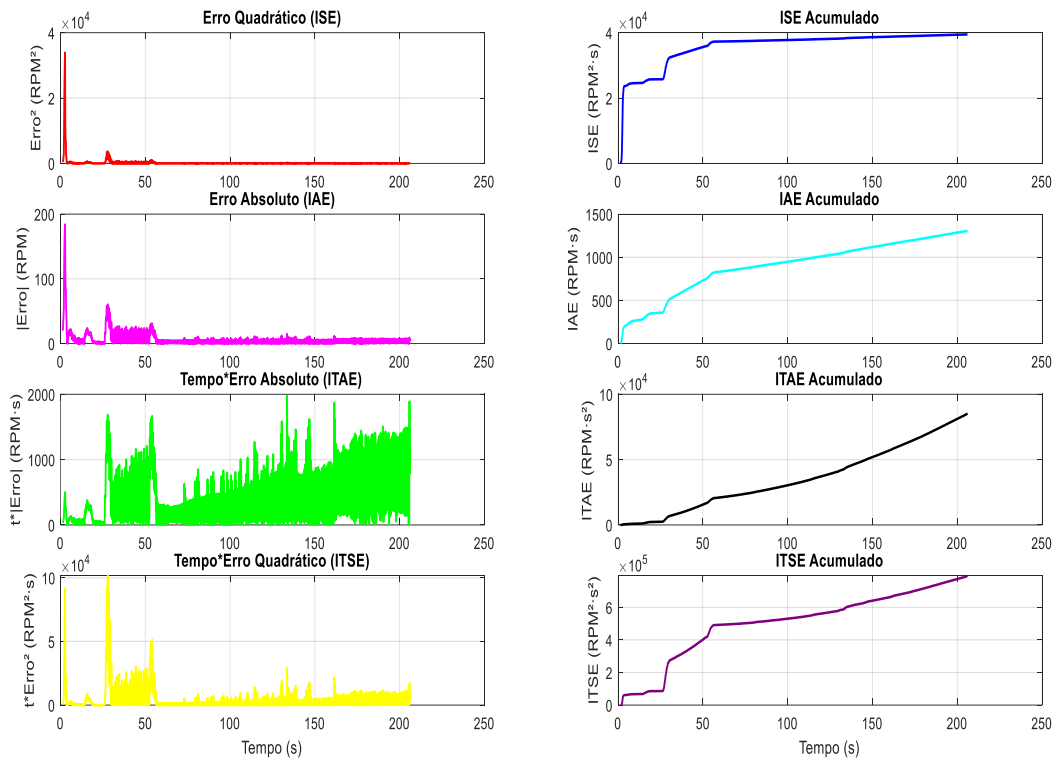 Erro Quadrático (ISE)
×10⁴
Erro² (RPM²)
4
2
0
0 50 100 150 200 250
ISE Acumulado
×10⁴
ISE (RPM²·s)
4
2
0
0 50 100 150 200 250
Erro Absoluto (IAE)
|Erro| (RPM)
200
100
0
0 50 100 150 200 250
IAE Acumulado
IAE (RPM·s)
1500
1000
500
0
0 50 100 150 200 250
Tempo*Erro Absoluto (ITAE)
t*|Erro| (RPM·s)
2000
1000
0
0 50 100 150 200 250
ITAE Acumulado
×10⁴
ITAE (RPM·s²)
10
5
0
0 50 100 150 200 250
Tempo*Erro Quadrático (ITSE)
×10⁴
t*Erro² (RPM²·s)
10
5
0
0 50 100 150 200 250
Tempo (s)
ITSE Acumulado
×10⁵
ITSE (RPM²·s²)
6
4
2
0
0 50 100 150 200 250
Tempo (s)